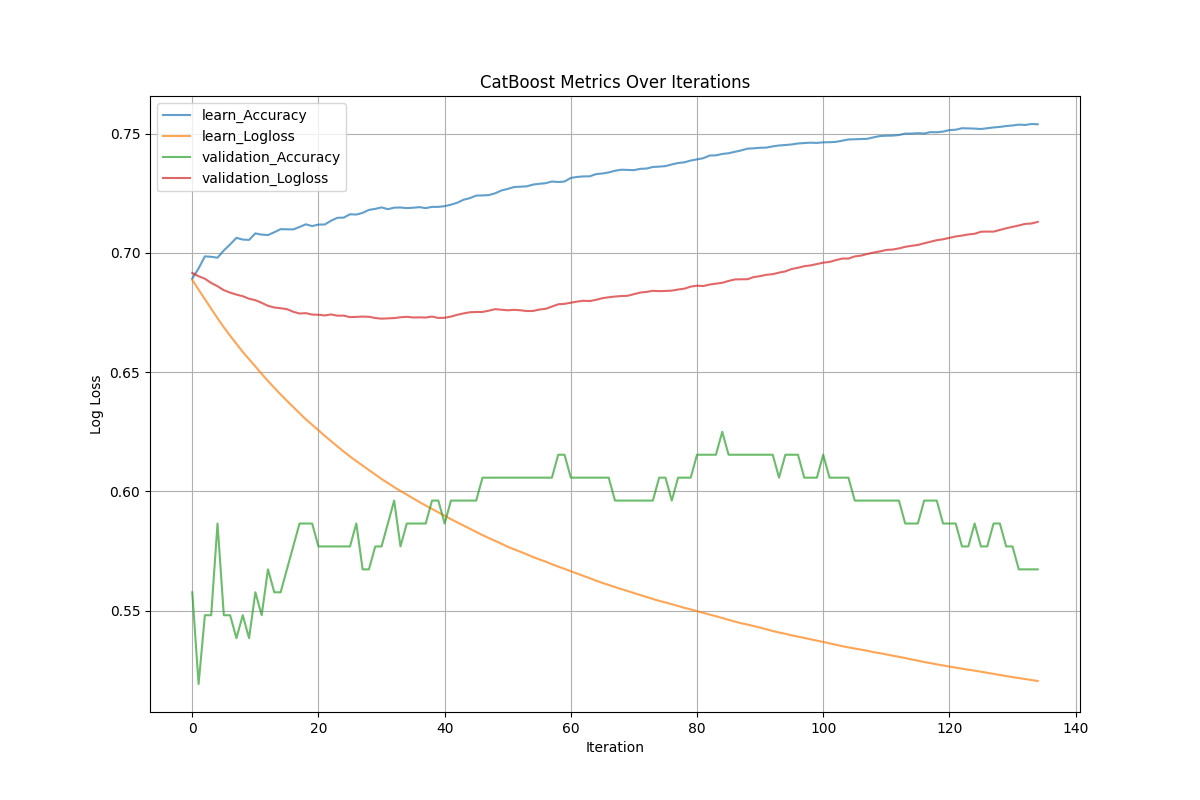 CatBoost Metrics Over Iterations
learn_Accuracy
learn_Logloss
validation_Accuracy
validation_Logloss
Log Loss
0.75
0.70
0.65
0.60
0.55
0 20 40 60 80 100 120 140
Iteration